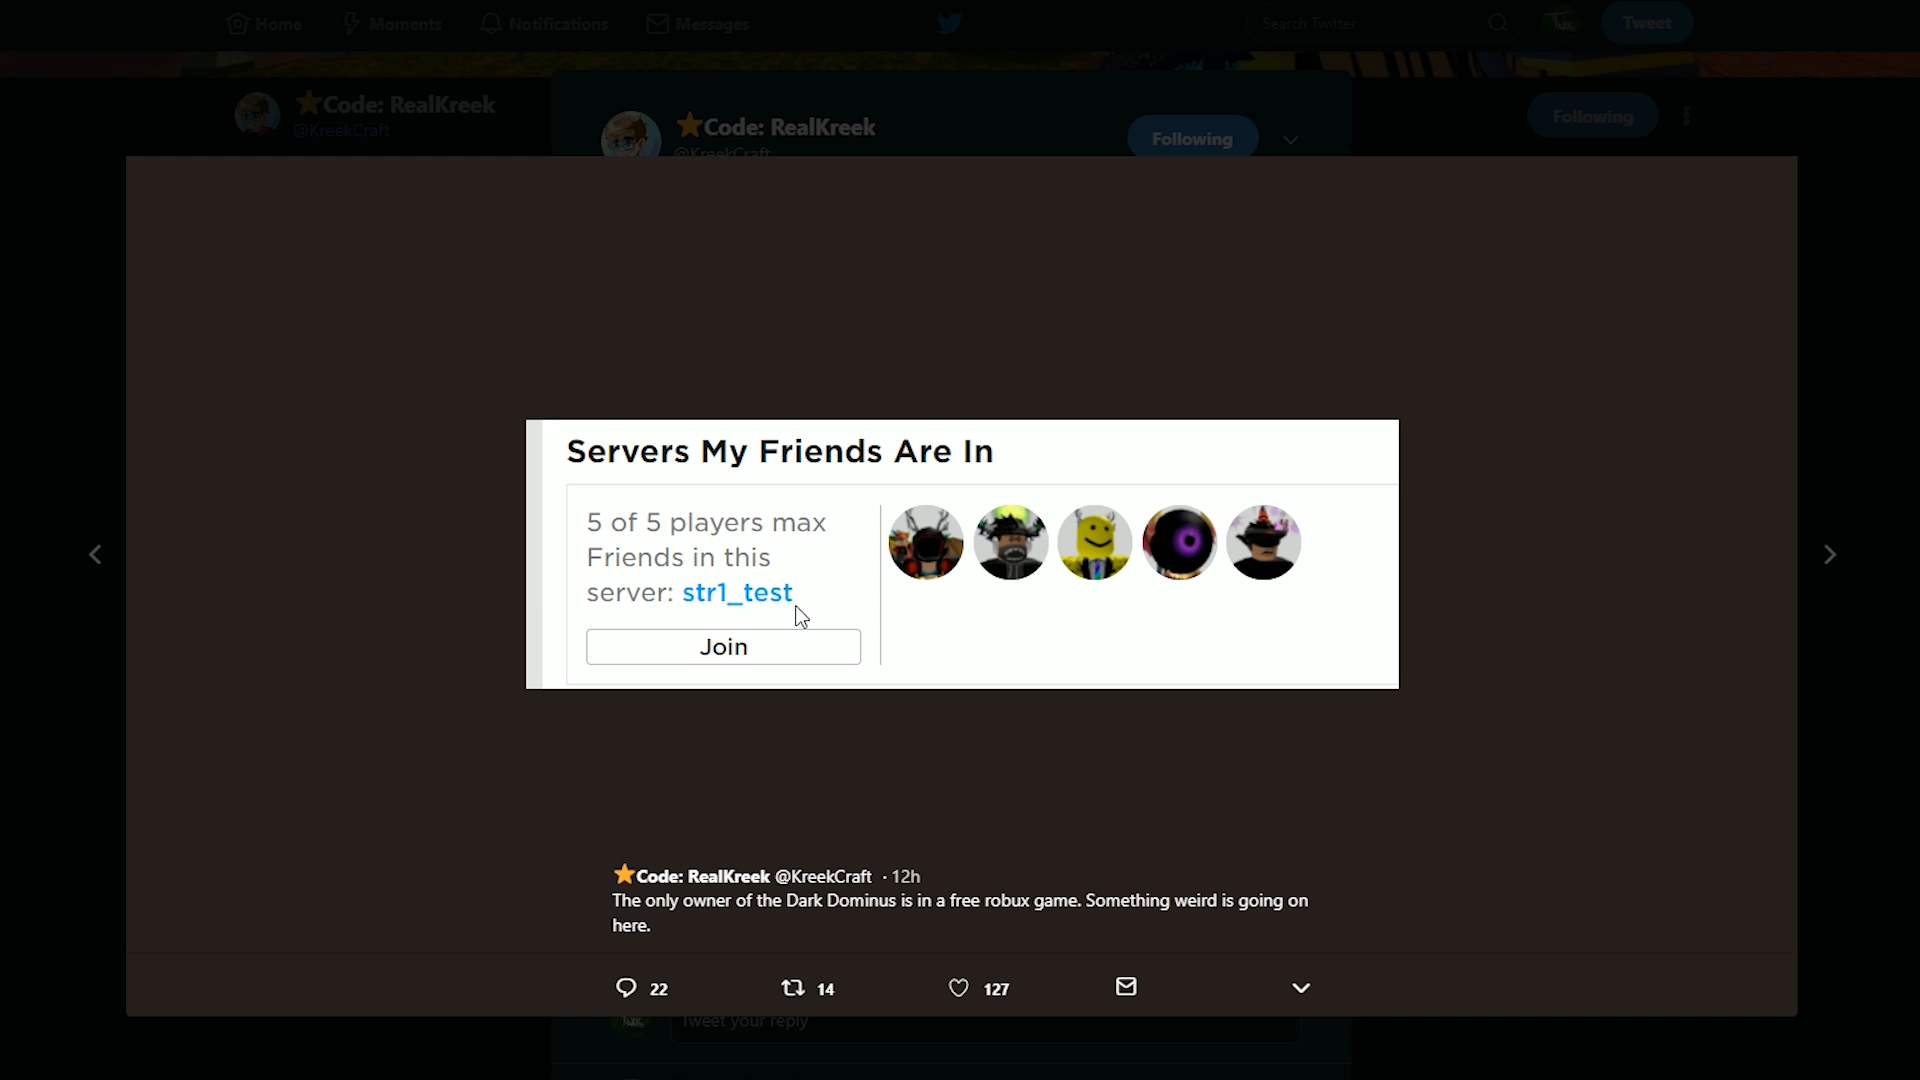 Home Moments Notifications Messages Search Twitter Tweet
Code: RealKreek
@KreekCraft
Code: RealKreek
@KreekCraft
Following
Following
Servers My Friends Are In
5 of 5 players max
Friends in this
server: str1_test
Join
Code: RealKreek @KreekCraft · 12h
The only owner of the Dark Dominus is in a free robux game. Something weird is going on
here.
22 14 127
Tweet your reply